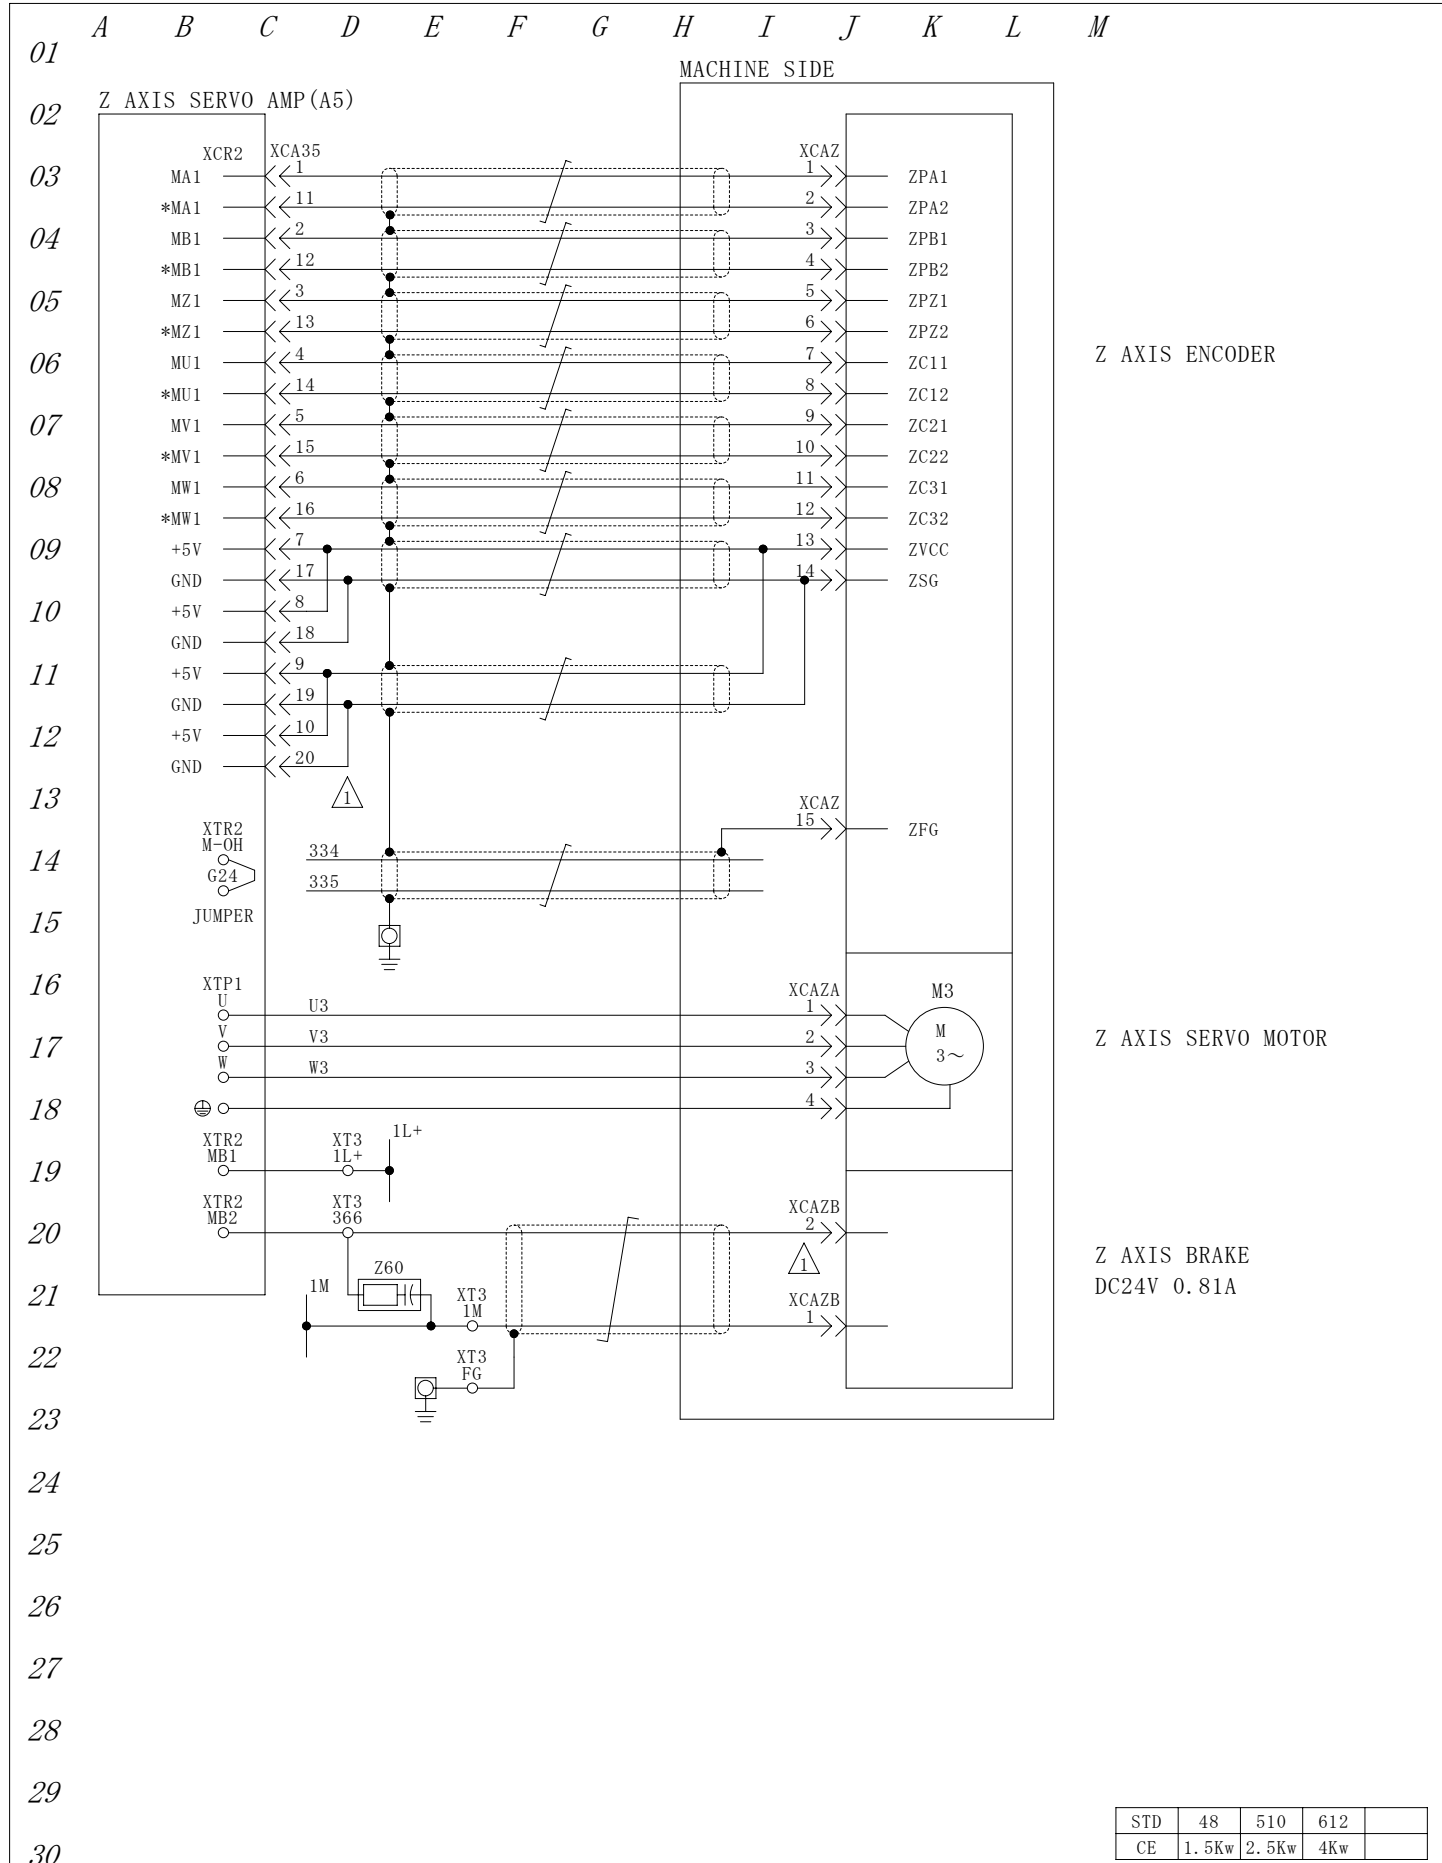 A B C D E F G H I J K L M
01
MACHINE SIDE
02 Z AXIS SERVO AMP(A5)
XCR2 XCA35 XCAZ
03 MA1 1 1 ZPA1
*MA1 11 2 ZPA2
04 MB1 2 3 ZPB1
*MB1 12 4 ZPB2
05 MZ1 3 5 ZPZ1
*MZ1 13 6 ZPZ2
Z AXIS ENCODER
06 MU1 4 7 ZC11
*MU1 14 8 ZC12
07 MV1 5 9 ZC21
*MV1 15 10 ZC22
08 MW1 6 11 ZC31
*MW1 16 12 ZC32
09 +5V 7 13 ZVCC
GND 17 14 ZSG
10 +5V 8
GND 18
11 +5V 9
GND 19
12 +5V 10
GND 20
13 1 XCAZ
XTR2 15 ZFG
M-OH 334
14
G24 335
15 JUMPER
16 XTP1 XCAZA M3
U U3 1
V V3 2 M
17 3~ Z AXIS SERVO MOTOR
W W3 3
18 4
XTR2 XT3 1L+
MB1 1L+
19
XTR2 XT3 XCAZB
MB2 366 2
20 1 Z AXIS BRAKE
Z60
21 1M XT3 XCAZB DC24V 0.81A
1M 1
22 XT3
FG
23
24
25
26
27
28
29
STD 48 510 612
30 CE 1.5Kw 2.5Kw 4Kw